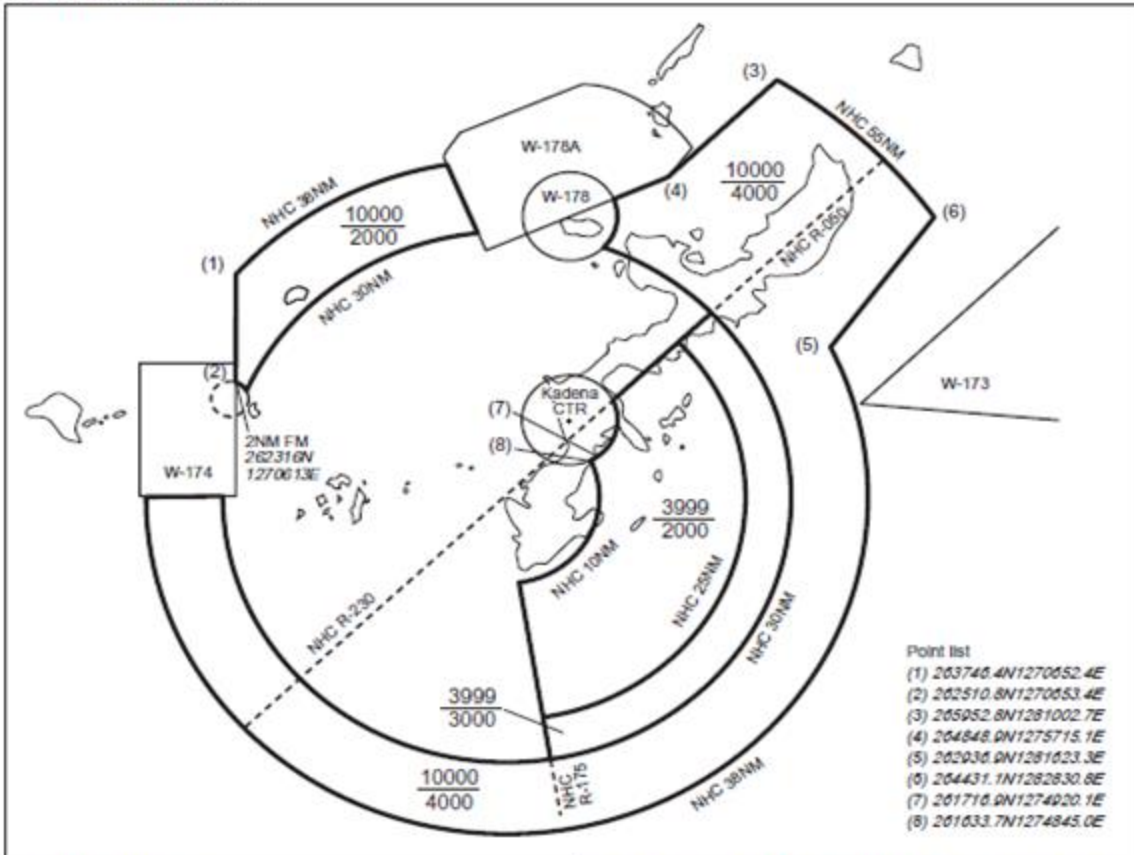 (3)
NHC 55NM
W-178A
NHC 38NM
W-178
(4)
10000
4000
10000
2000
(6)
NHC R-050
(1)
NHC 30NM
(5)
(2)
W-173
Kadena
CTR
(7)
2NM FM
262316N
1270613E
(8)
W-174
3999
2000
NHC 10NM
NHC 25NM
NHC R-230
NHC 30NM
3999
3000
10000
4000
NHC
R-175
NHC 38NM
Point list
(1) 263746.4N1270652.4E
(2) 262510.8N1270653.4E
(3) 265952.8N1281002.7E
(4) 264848.9N1275715.1E
(5) 262936.9N1281623.3E
(6) 264431.1N1282830.8E
(7) 261716.9N1274920.1E
(8) 261633.7N1274845.0E